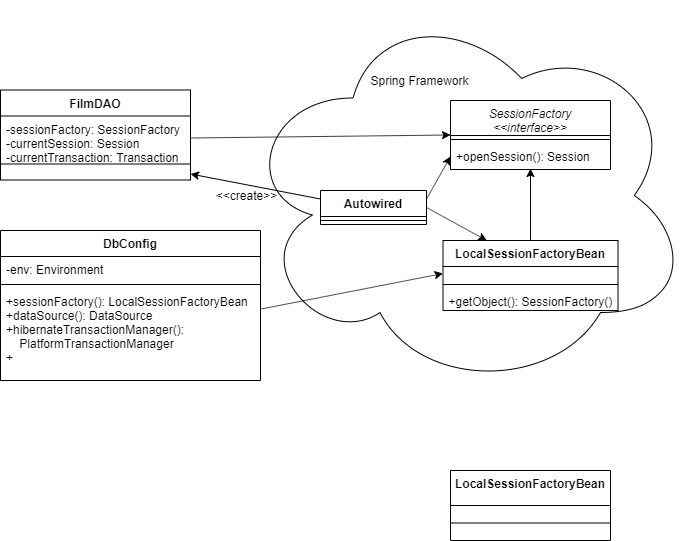 Spring Framework
FilmDAO
-sessionFactory: SessionFactory
-currentSession: Session
-currentTransaction: Transaction
SessionFactory
<<interface>>
+openSession(): Session
<<create>>
Autowired
DbConfig
-env: Environment
+sessionFactory(): LocalSessionFactoryBean
+dataSource(): DataSource
+hibernateTransactionManager():
PlatformTransactionManager
+
LocalSessionFactoryBean
+getObject(): SessionFactory()
LocalSessionFactoryBean